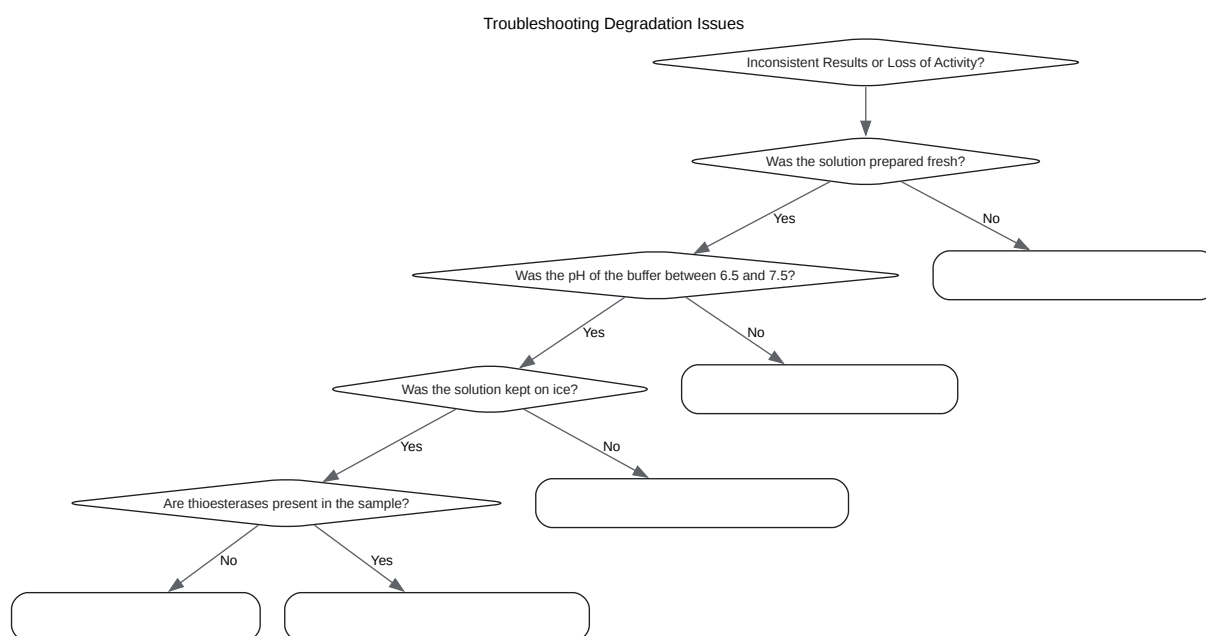 Troubleshooting Degradation Issues
Inconsistent Results or Loss of Activity?
Was the solution prepared fresh?
Yes
No
Was the pH of the buffer between 6.5 and 7.5?
Yes
No
Was the solution kept on ice?
Yes
No
Are thioesterases present in the sample?
No
Yes